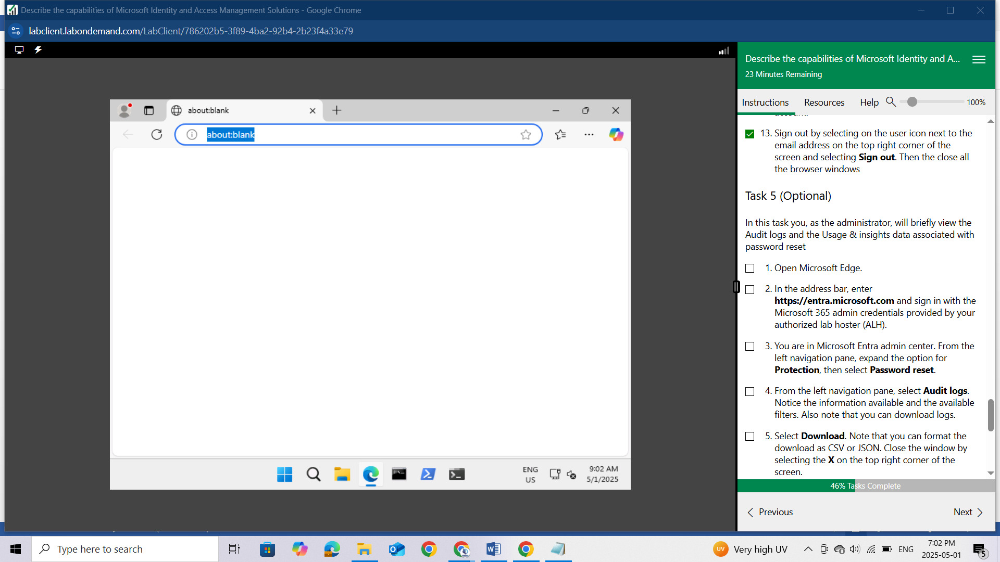 Describe the capabilities of Microsoft Identity and Access Management Solutions - Google Chrome
labclient.labondemand.com/LabClient/786202b5-3f89-4ba2-92b4-2b23f4a33e79
Describe the capabilities of Microsoft Identity and A...
23 Minutes Remaining
Instructions
Resources
Help
100%
about:blank
about:blank
13. Sign out by selecting on the user icon next to the
email address on the top right corner of the
screen and selecting Sign out. Then the close all
the browser windows
Task 5 (Optional)
In this task you, as the administrator, will briefly view the
Audit logs and the Usage & insights data associated with
password reset
1. Open Microsoft Edge.
2. In the address bar, enter
https://entra.microsoft.com and sign in with the
Microsoft 365 admin credentials provided by your
authorized lab hoster (ALH).
3. You are in Microsoft Entra admin center. From the
left navigation pane, expand the option for
Protection, then select Password reset.
4. From the left navigation pane, select Audit logs.
Notice the information available and the available
filters. Also note that you can download logs.
5. Select Download. Note that you can format the
download as CSV or JSON. Close the window by
selecting the X on the top right corner of the
screen.
46% Tasks Complete
Previous
Next
ENG
US
9:02 AM
5/1/2025
Type here to search
UV
Very high UV
ENG
7:02 PM
2025-05-01
5